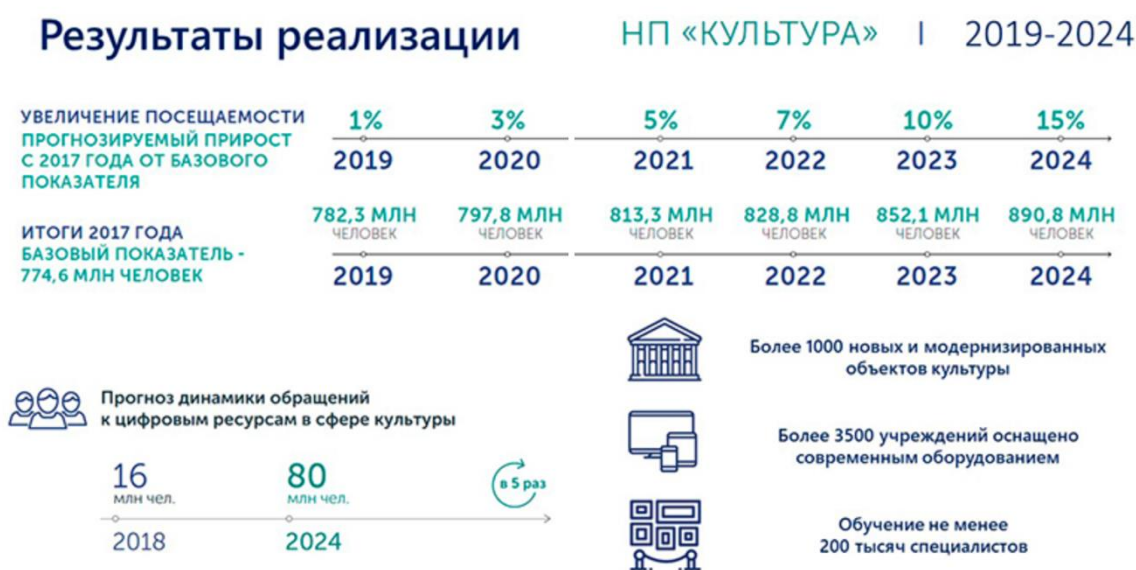 Результаты реализации
НП «КУЛЬТУРА» | 2019-2024
УВЕЛИЧЕНИЕ ПОСЕЩАЕМОСТИ
ПРОГНОЗИРУЕМЫЙ ПРИРОСТ
С 2017 ГОДА ОТ БАЗОВОГО
ПОКАЗАТЕЛЯ
1% 3% 5% 7% 10% 15%
2019 2020 2021 2022 2023 2024
ИТОГИ 2017 ГОДА
БАЗОВЫЙ ПОКАЗАТЕЛЬ -
774,6 МЛН ЧЕЛОВЕК
782,3 МЛН 797,8 МЛН 813,3 МЛН 828,8 МЛН 852,1 МЛН 890,8 МЛН
ЧЕЛОВЕК ЧЕЛОВЕК ЧЕЛОВЕК ЧЕЛОВЕК ЧЕЛОВЕК ЧЕЛОВЕК
2019 2020 2021 2022 2023 2024
Прогноз динамики обращений
к цифровым ресурсам в сфере культуры
16 80
млн чел. млн чел.
в 5 раз
2018 2024
Более 1000 новых и модернизированных
объектов культуры
Более 3500 учреждений оснащено
современным оборудованием
Обучение не менее
200 тысяч специалистов